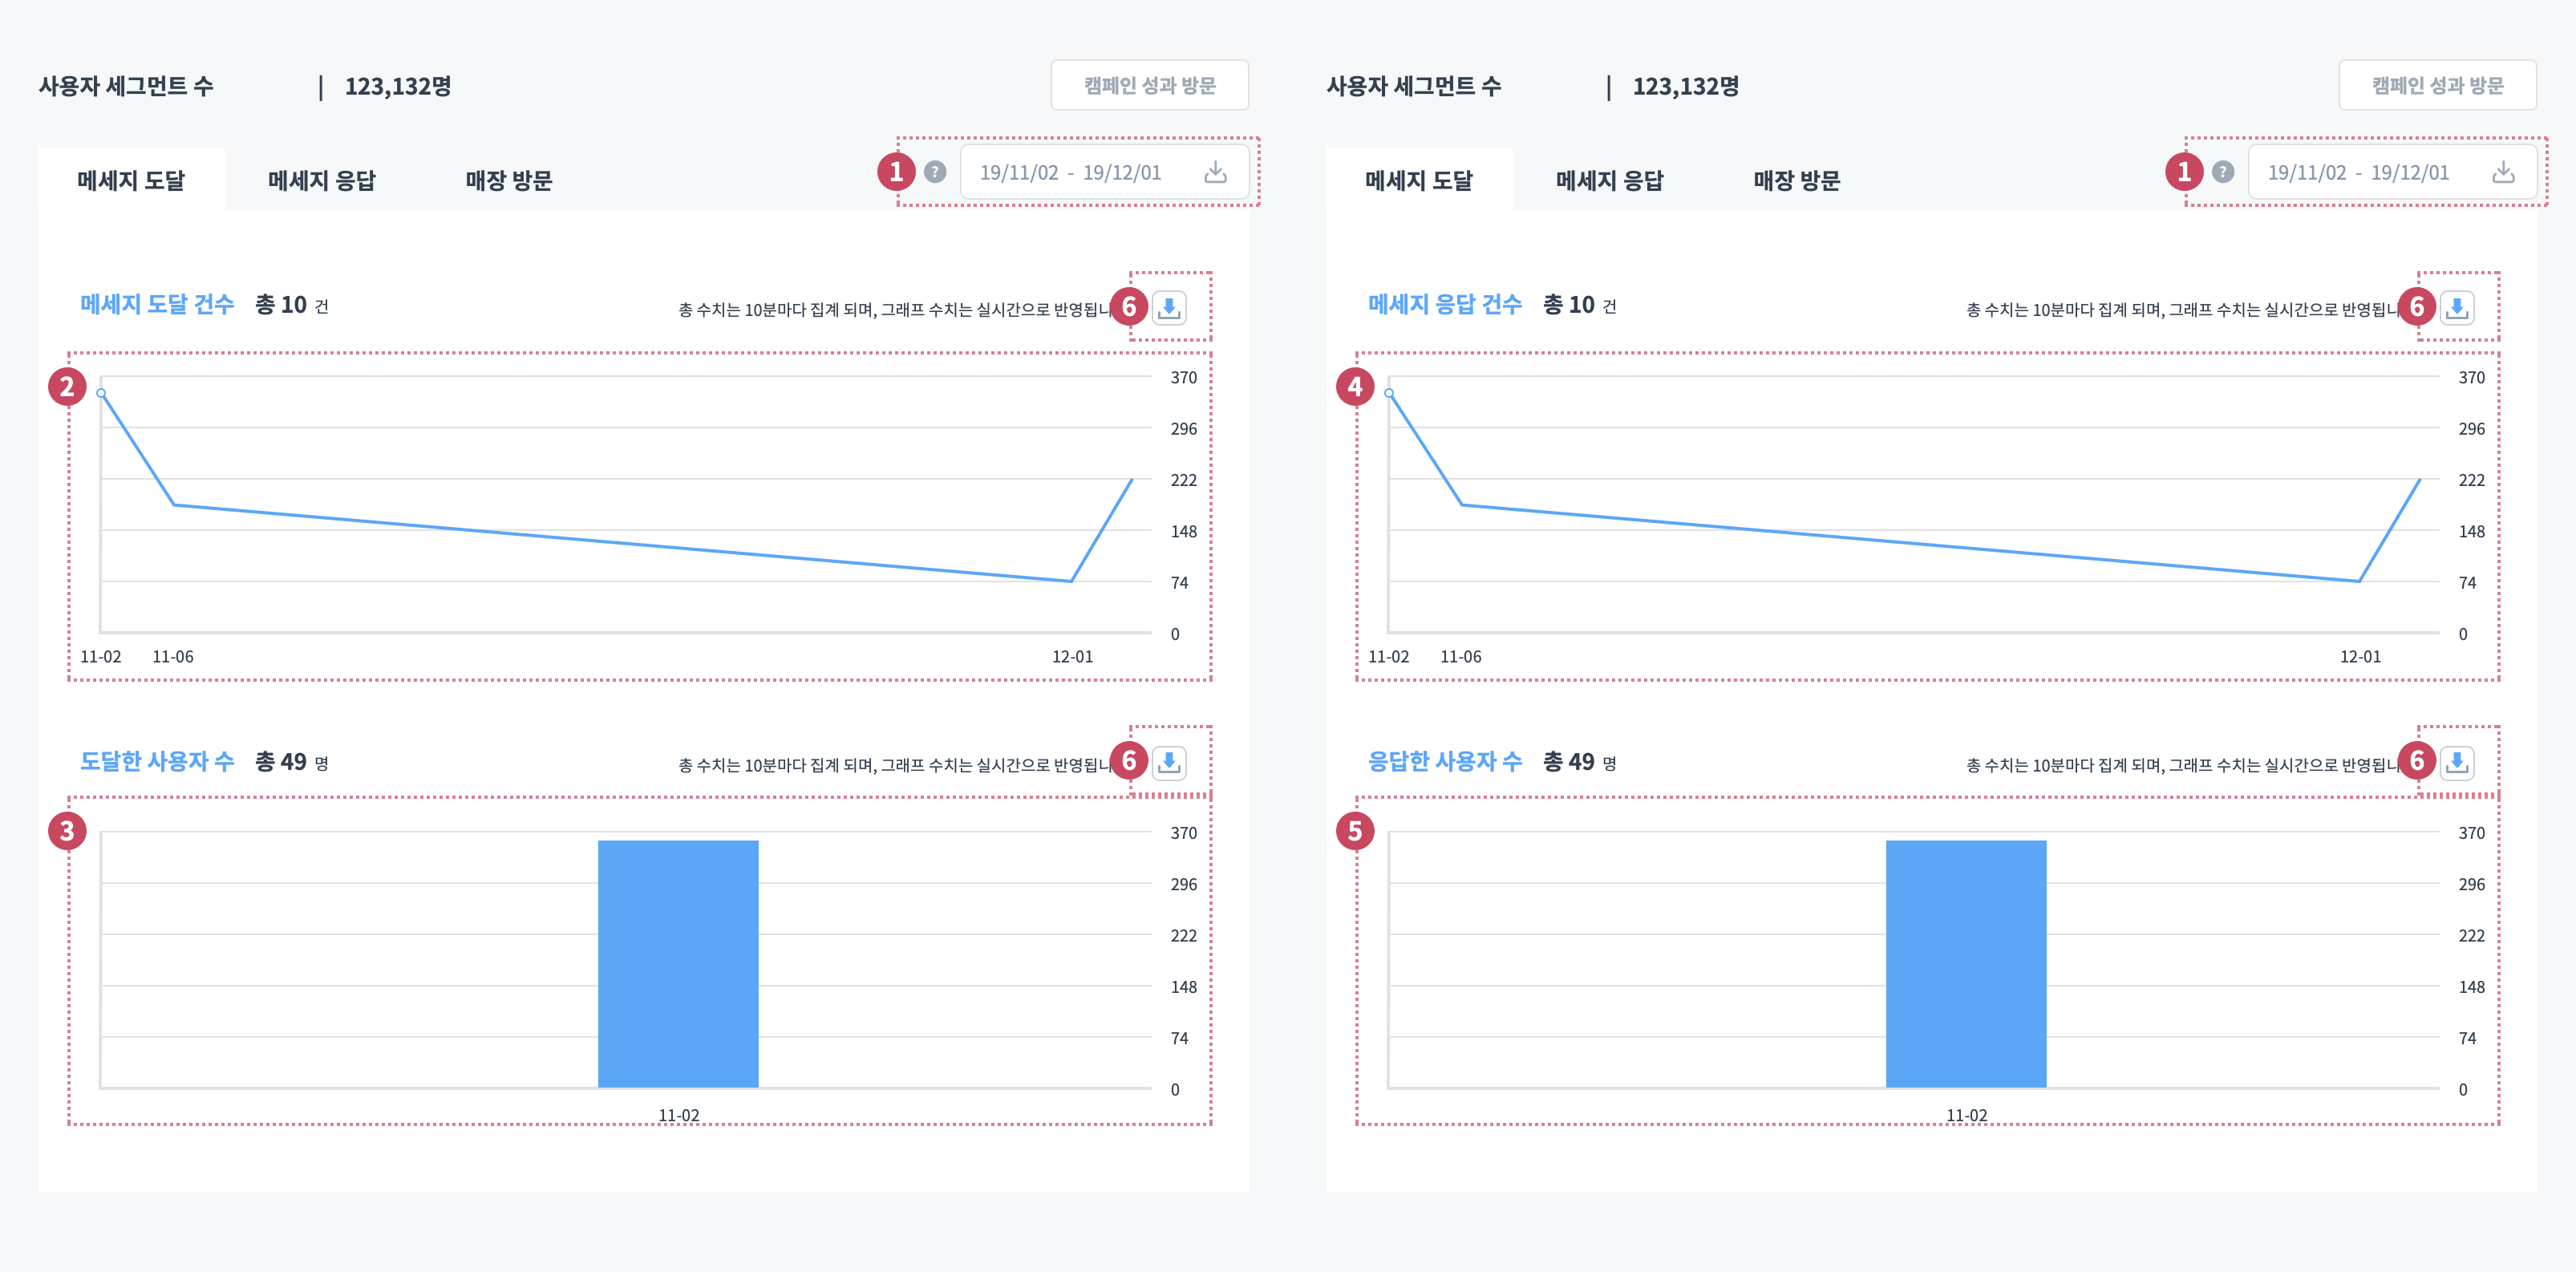 사용자 세그먼트 수 | 123,132명
캠페인 성과 방문
메세지 도달 메세지 응답 매장 방문
1 ? 19/11/02 - 19/12/01
메세지 도달 건수 총 10 건
총 수치는 10분마다 집계 되며, 그래프 수치는 실시간으로 반영됩니
6
2
370
296
222
148
74
0
11-02 11-06 12-01
도달한 사용자 수 총 49 명
총 수치는 10분마다 집계 되며, 그래프 수치는 실시간으로 반영됩니
6
3
370
296
222
148
74
0
11-02
사용자 세그먼트 수 | 123,132명
캠페인 성과 방문
메세지 도달 메세지 응답 매장 방문
1 ? 19/11/02 - 19/12/01
메세지 응답 건수 총 10 건
총 수치는 10분마다 집계 되며, 그래프 수치는 실시간으로 반영됩니
6
4
370
296
222
148
74
0
11-02 11-06 12-01
응답한 사용자 수 총 49 명
총 수치는 10분마다 집계 되며, 그래프 수치는 실시간으로 반영됩니
6
5
370
296
222
148
74
0
11-02